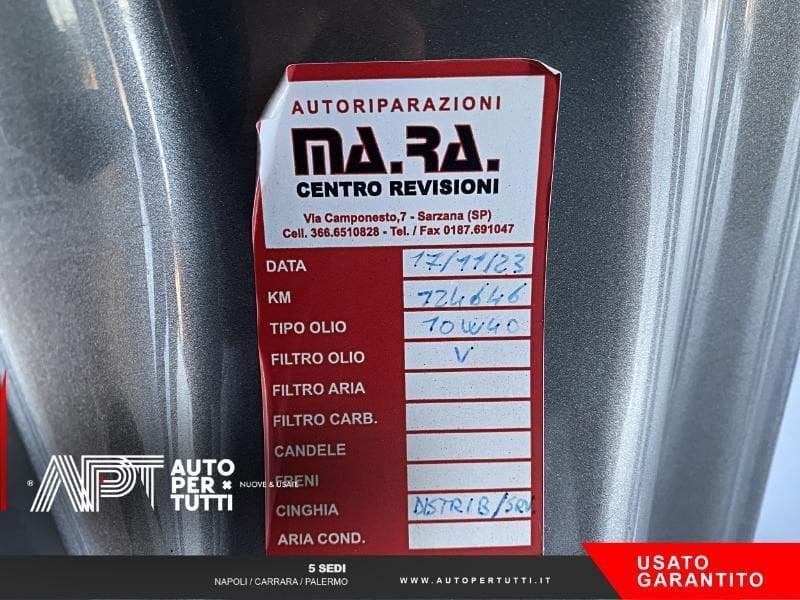 AUTORIPARAZIONI
MA.RA.
CENTRO REVISIONI
Via Camponesto,7 - Sarzana (SP)
Cell. 366.6510828 - Tel. / Fax 0187.691047
DATA 17/11/23
KM 124646
TIPO OLIO 10W40
FILTRO OLIO V
FILTRO ARIA
FILTRO CARB.
CANDELE
FRENI
CINGHIA DISTRIB/SRV.
ARIA COND.
® APT AUTO PER TUTTI
NUOVE & USATE
5 SEDI
NAPOLI / CARRARA / PALERMO
WWW.AUTOPERTUTTI.IT
USATO
GARANTITO